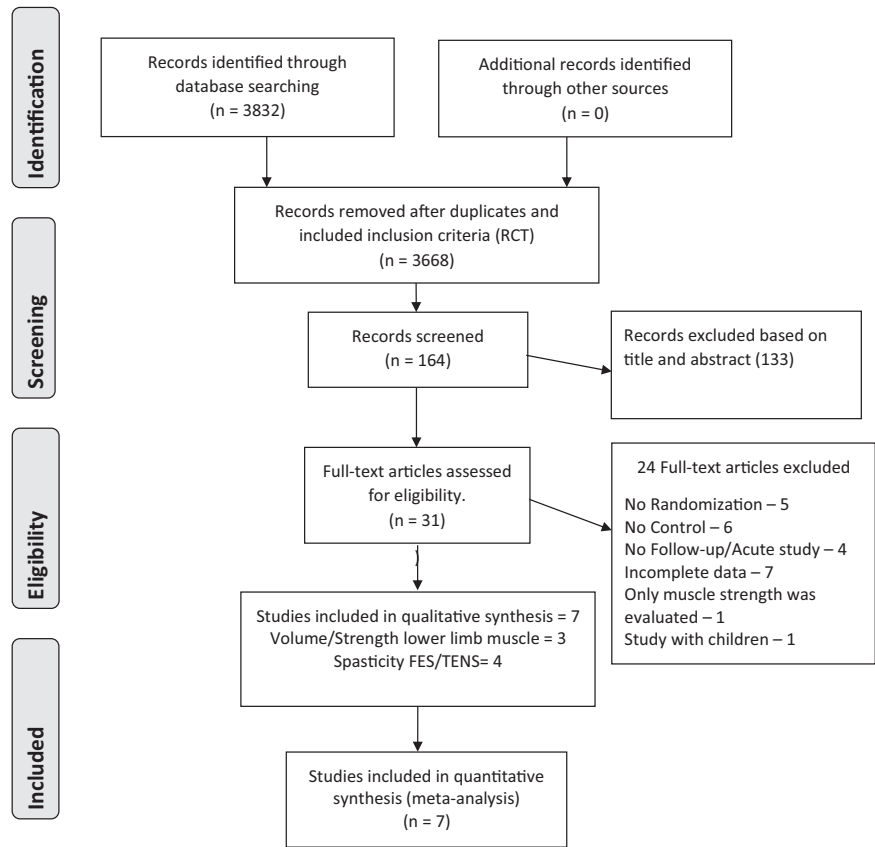 Identification
Records identified through
database searching
(n = 3832)
Additional records identified
through other sources
(n = 0)
Records removed after duplicates and
included inclusion criteria (RCT)
(n = 3668)
Screening
Records screened
(n = 164)
Records excluded based on
title and abstract (133)
Eligibility
Full-text articles assessed
for eligibility.
(n = 31)
)
24 Full-text articles excluded
No Randomization – 5
No Control – 6
No Follow-up/Acute study – 4
Incomplete data – 7
Only muscle strength was
evaluated – 1
Study with children – 1
Studies included in qualitative synthesis = 7
Volume/Strength lower limb muscle = 3
Spasticity FES/TENS= 4
Included
Studies included in quantitative
synthesis (meta-analysis)
(n = 7)